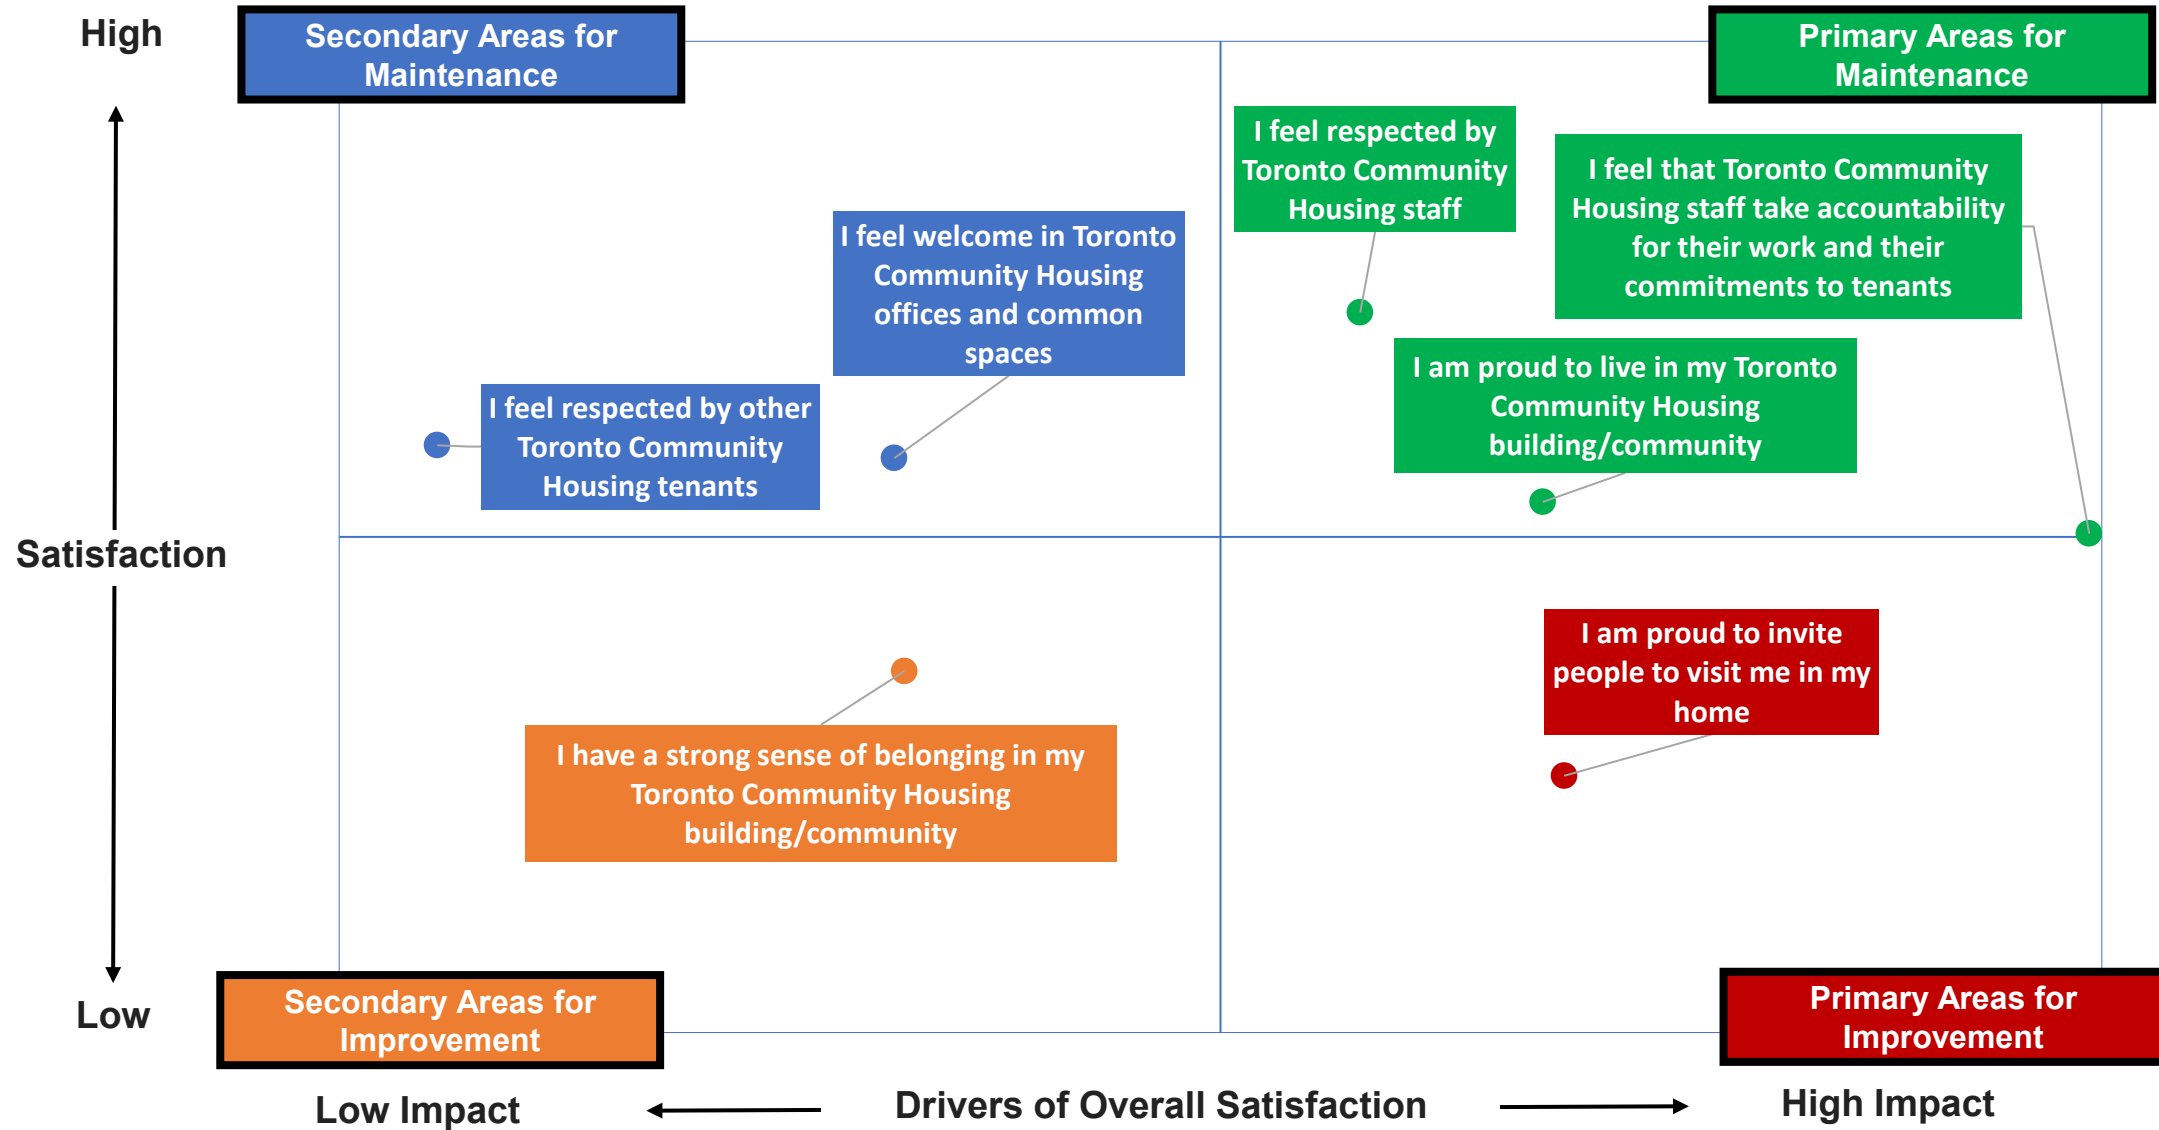 High
Secondary Areas for
Maintenance
Primary Areas for
Maintenance
I feel respected by
Toronto Community
Housing staff
I feel that Toronto Community
Housing staff take accountability
for their work and their
commitments to tenants
I feel welcome in Toronto
Community Housing
offices and common
spaces
I am proud to live in my Toronto
Community Housing
building/community
I feel respected by other
Toronto Community
Housing tenants
Satisfaction
I am proud to invite
people to visit me in my
home
I have a strong sense of belonging in my
Toronto Community Housing
building/community
Low
Secondary Areas for
Improvement
Primary Areas for
Improvement
Low Impact
Drivers of Overall Satisfaction
High Impact